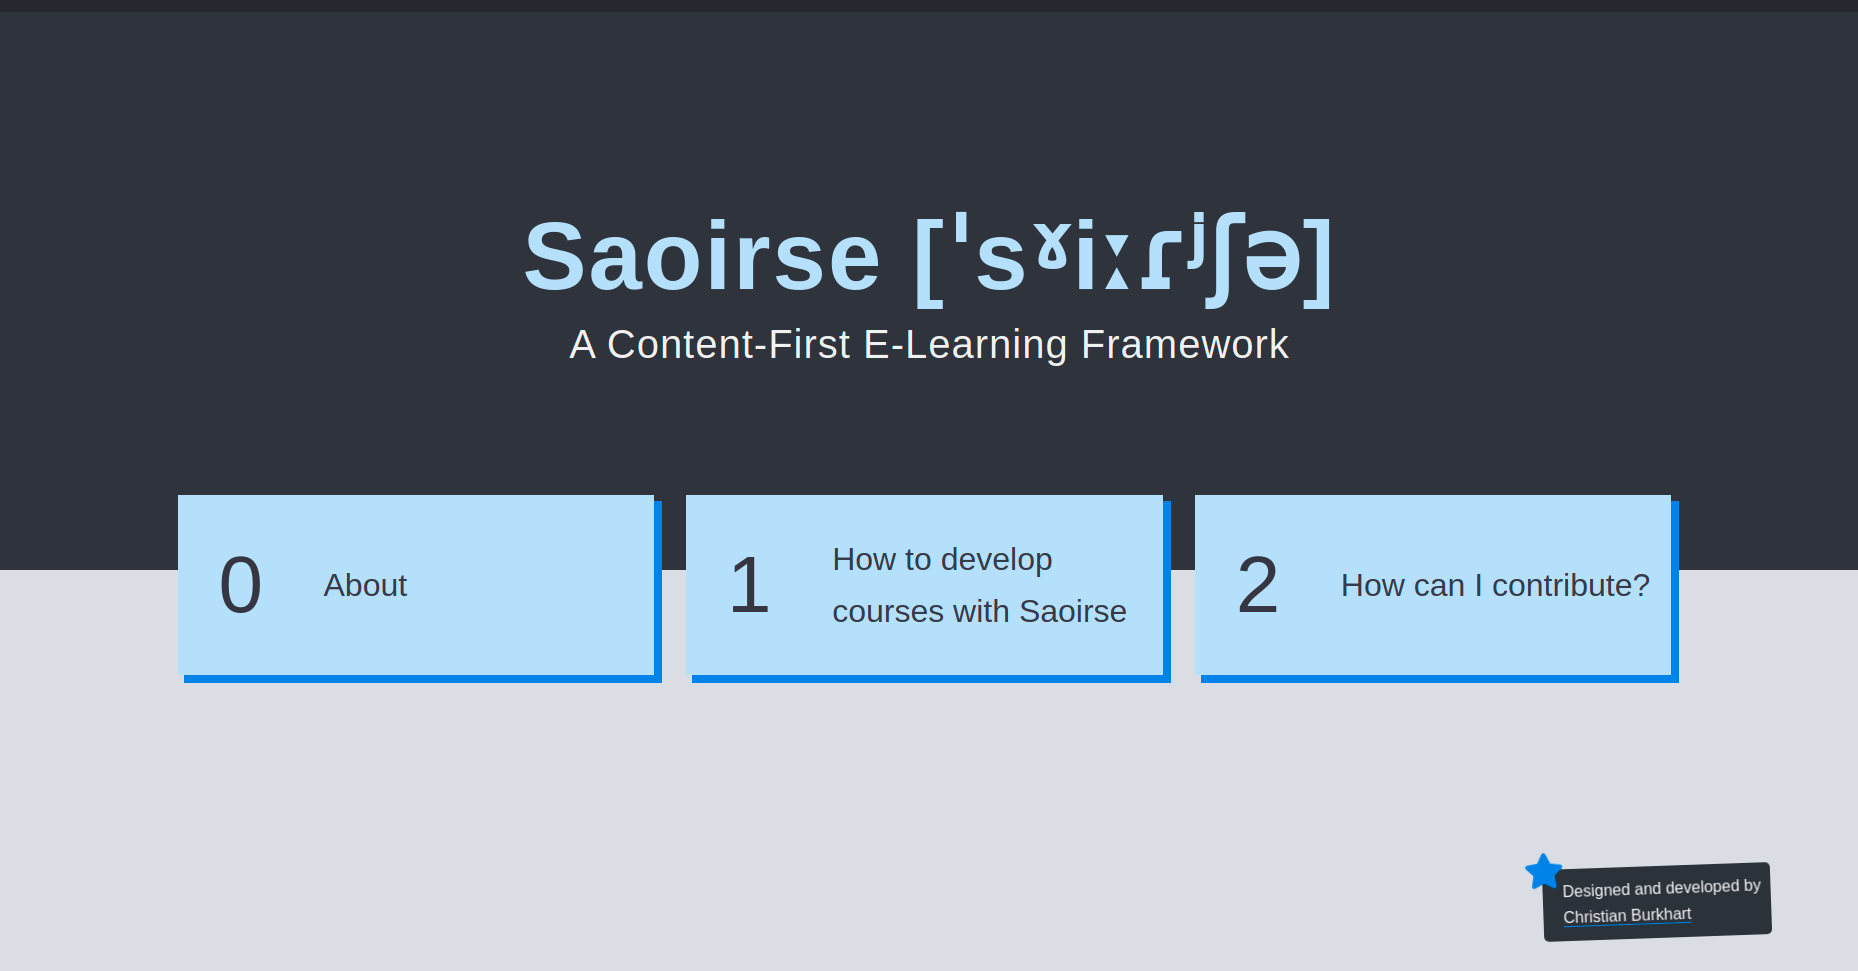 Saoirse [ˈsˠiːɾʲʃə]
A Content-First E-Learning Framework
0
About
1
How to develop
courses with Saoirse
2
How can I contribute?
Designed and developed by
Christian Burkhart